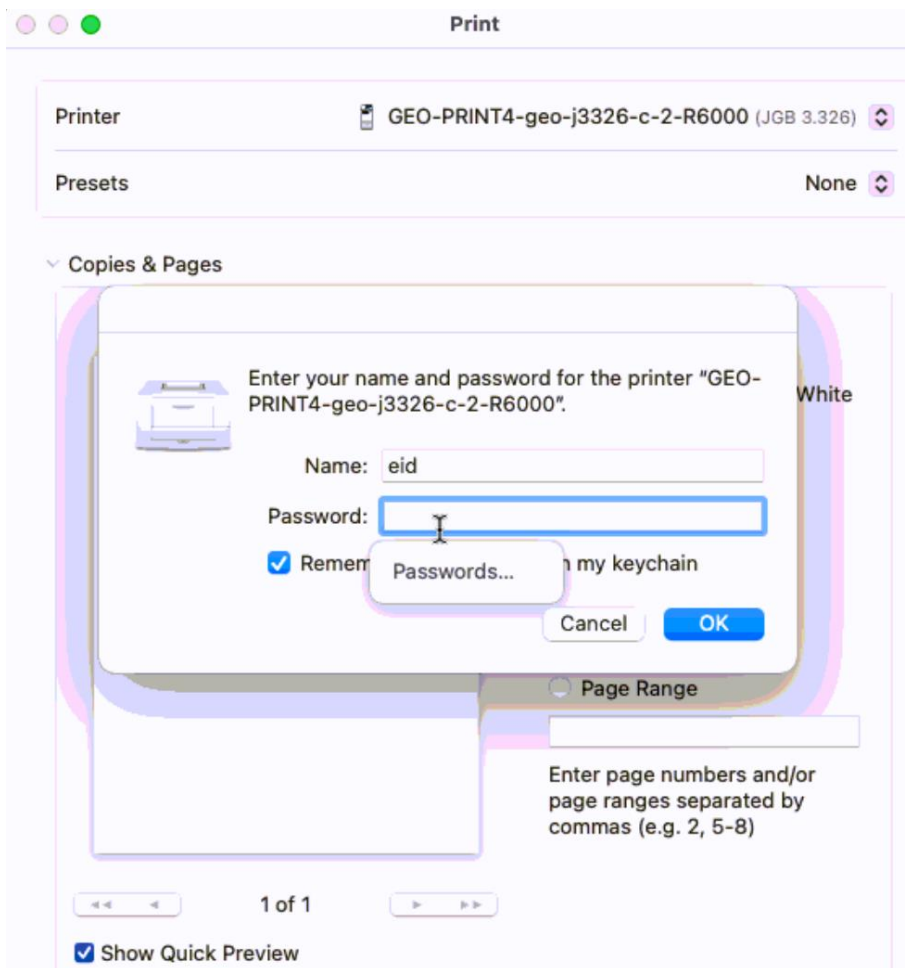 Print
Printer GEO-PRINT4-geo-j3326-c-2-R6000 (JGB 3.326)
Presets None
Copies & Pages
Enter your name and password for the printer "GEO-
PRINT4-geo-j3326-c-2-R6000".
White
Name: eid
Password:
Remem
Passwords...
my keychain
Cancel OK
Page Range
Enter page numbers and/or
page ranges separated by
commas (e.g. 2, 5-8)
1 of 1
Show Quick Preview